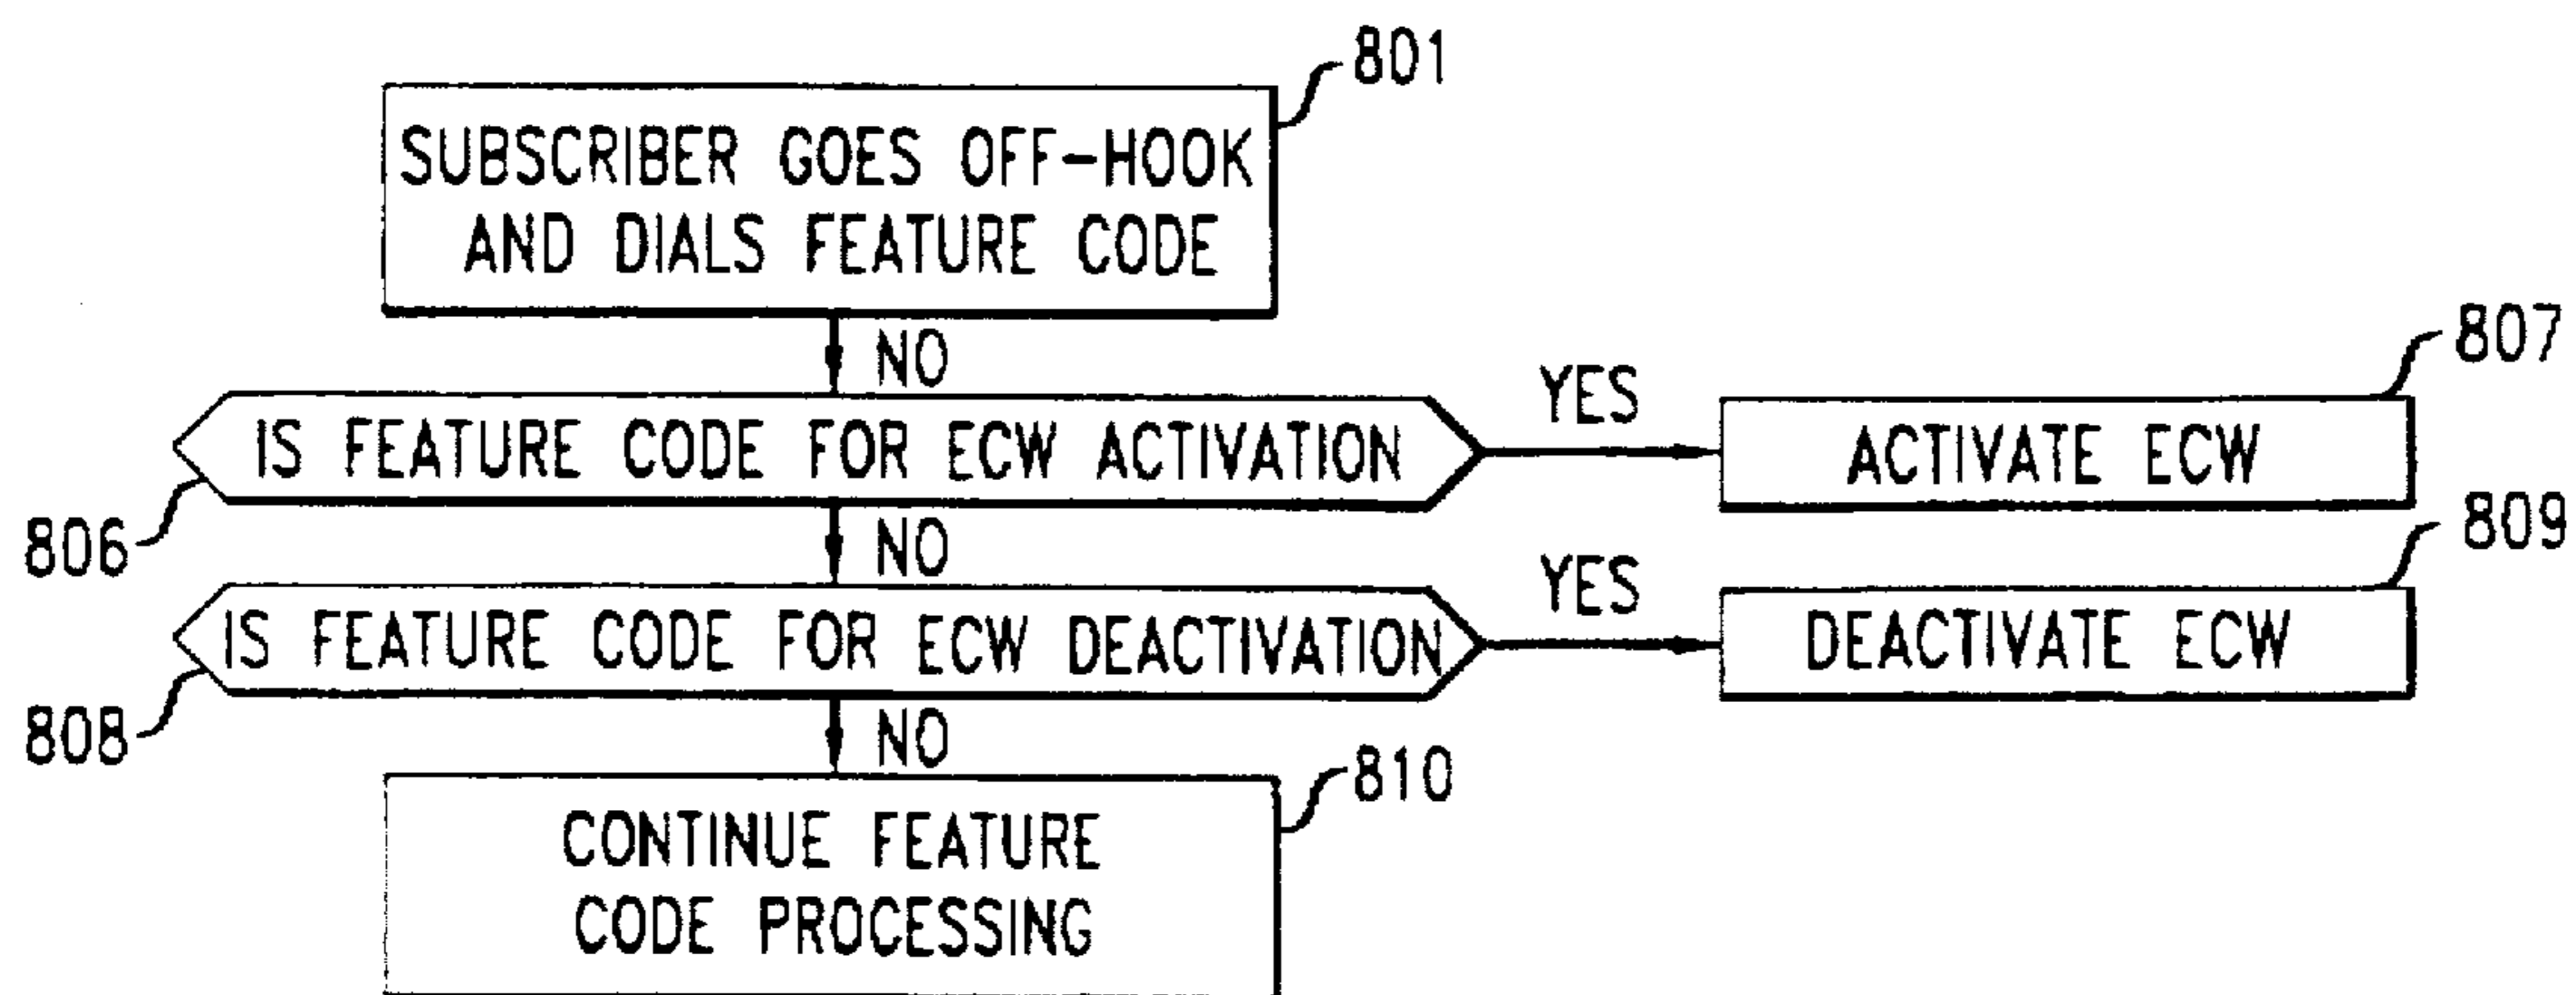 801
SUBSCRIBER GOES OFF-HOOK
AND DIALS FEATURE CODE
NO
807
YES
IS FEATURE CODE FOR ECW ACTIVATION
ACTIVATE ECW
806
NO
809
YES
IS FEATURE CODE FOR ECW DEACTIVATION
DEACTIVATE ECW
808
NO
810
CONTINUE FEATURE
CODE PROCESSING